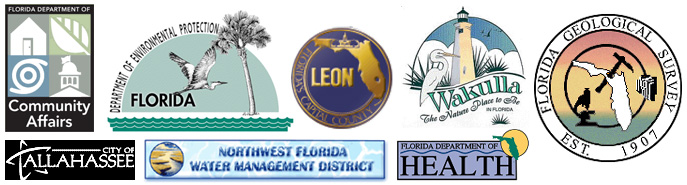 FLORIDA DEPARTMENT OF
Community
Affairs
DEPARTMENT OF ENVIRONMENTAL PROTECTION
FLORIDA
LEON
FLORIDA'S CAPITAL COUNTY
Wakulla
The Nature Place to Be
IN FLORIDA
FLORIDA GEOLOGICAL SURVEY
EST. 1907
CITY OF
TALLAHASSEE
NORTHWEST FLORIDA
WATER MANAGEMENT DISTRICT
FLORIDA DEPARTMENT OF
HEALTH